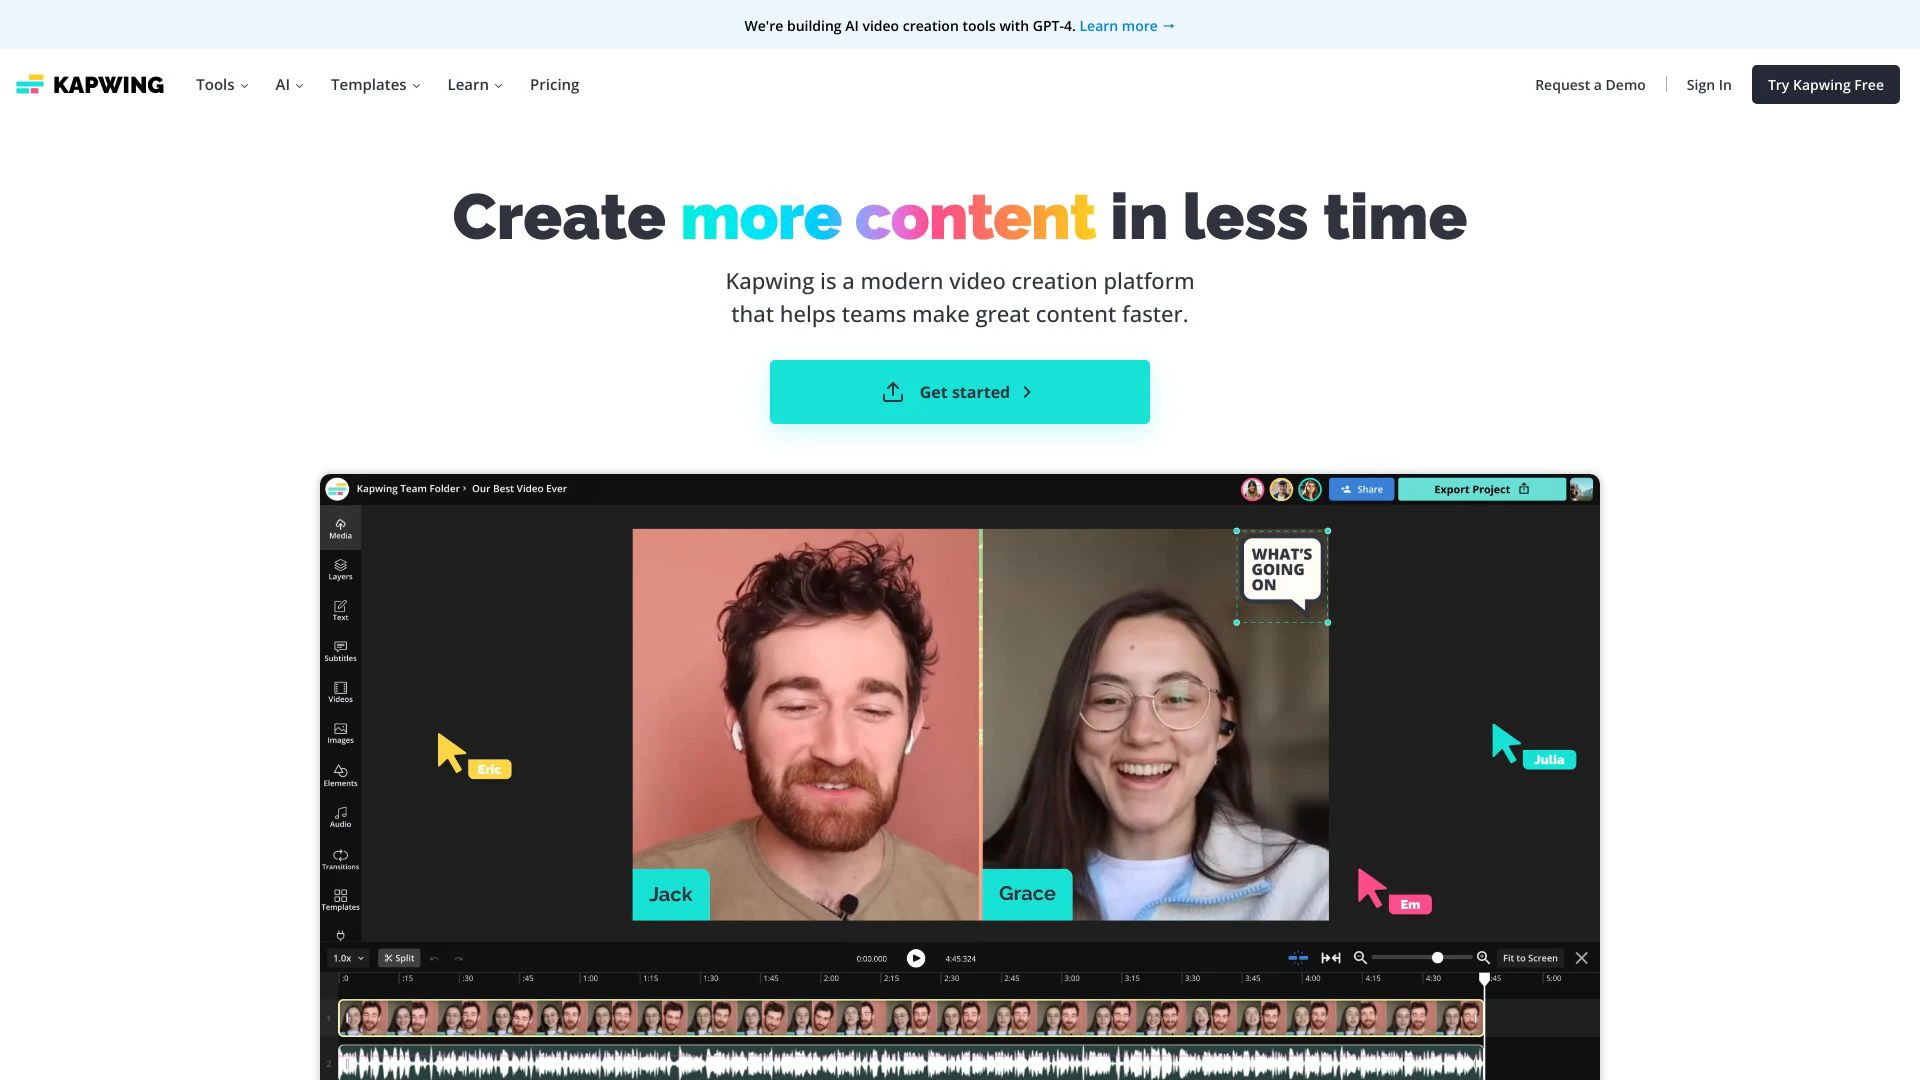 We're building AI video creation tools with GPT-4. Learn more →
KAPWING Tools AI Templates Learn Pricing Request a Demo Sign In Try Kapwing Free
Create more content in less time
Kapwing is a modern video creation platform
that helps teams make great content faster.
Get started
Kapwing Team Folder › Our Best Video Ever Share Export Project
Media
Layers
Text
Subtitles
Videos
Images
Elements
Audio
Transitions
Templates
WHAT'S
GOING
ON
Eric
Julia
Jack
Grace
Em
1.0x Split 0:00.000 4:45:324 Fit to Screen
:0 :15 :30 :45 1:00 1:15 1:30 1:45 2:00 2:15 2:30 2:45 3:00 3:15 3:30 3:45 4:00 4:15 4:30 :45 5:00
1
2